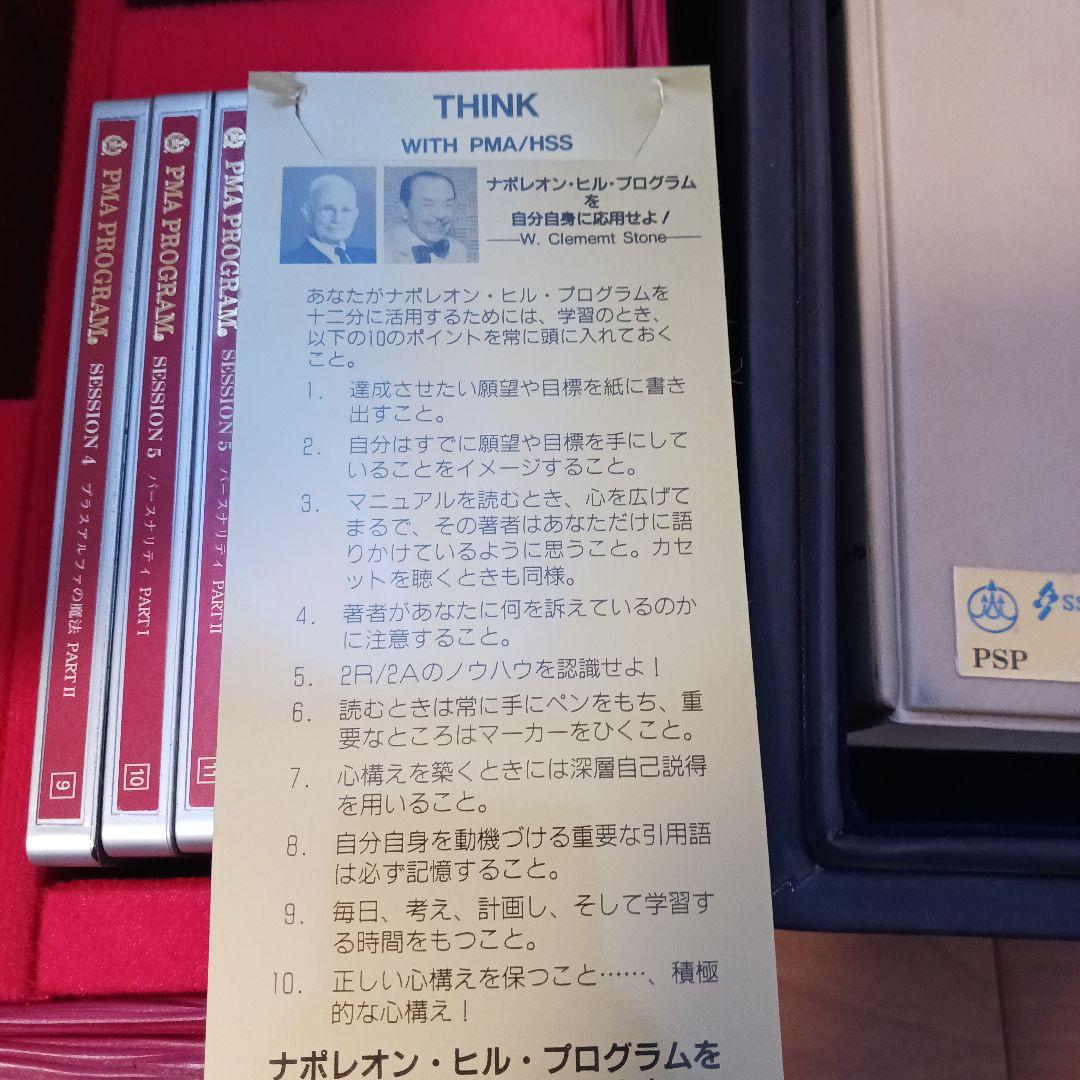 THINK
WITH PMA/HSS
ナポレオン・ヒル・プログラム
を
自分自身に応用せよ!
W. Clememt Stone
あなたがナポレオン・ヒル・プログラムを
十二分に活用するためには、学習のとき、
以下の10のポイントを常に頭に入れておく
こと。
1. 達成させたい願望や目標を紙に書き
出すこと。
2. 自分はすでに願望や目標を手にして
いることをイメージすること。
3. マニュアルを読むとき、心を広げて
まるで、その著者はあなただけに語
りかけているように思うこと。カセ
ットを聴くときも同様。
4. 著者があなたに何を訴えているのか
に注意すること。
5. 2R/2Aのノウハウを認識せよ!
6. 読むときは常に手にペンをもち、重
要なところはマーカーをひくこと。
7. 心構えを築くときには深層自己説得
を用いること。
8. 自分自身を動機づける重要な引用語
は必ず記憶すること。
9. 毎日、考え、計画し、そして学習す
る時間をもつこと。
10. 正しい心構えを保つこと……、積極
的な心構え!
ナポレオン・ヒル・プログラムを
PMA PROGRAM. SESSION 4 プラスアルファの魔法 PART II 9
PMA PROGRAM. SESSION 5 パースナリティ PART I 10
PMA PROGRAM. SESSION 5 パースナリティ PART II 11
PSP